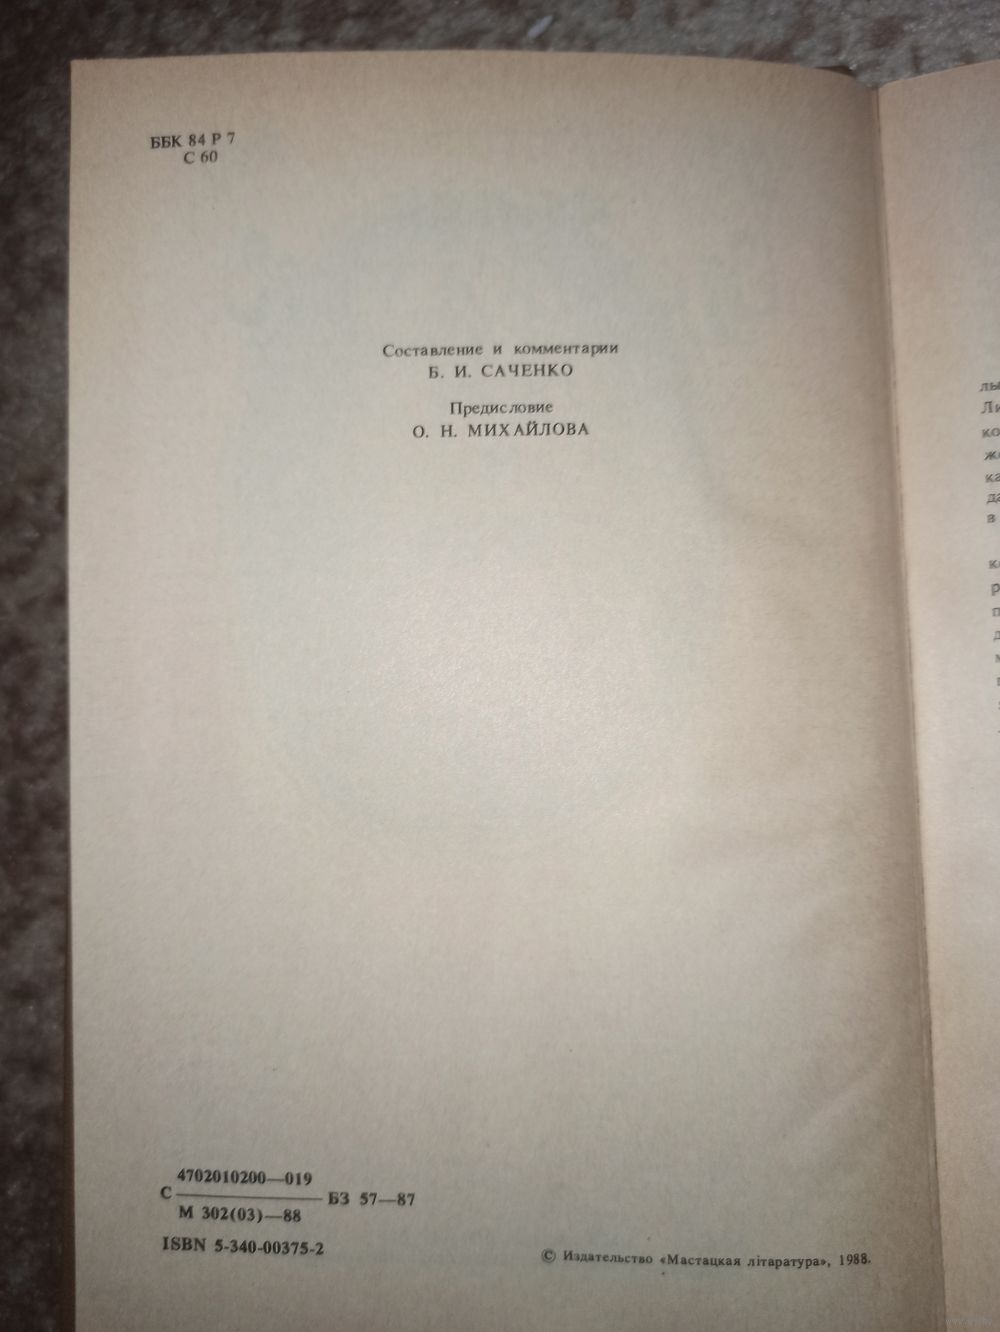 ББК 84 Р 7
С 60
Составление и комментарии
Б. И. САЧЕНКО
Предисловие
О. Н. МИХАЙЛОВА
4702010200—019
С ——— БЗ 57—87
М 302(03)—88
ISBN 5-340-00375-2
© Издательство «Мастацкая літаратура», 1988.